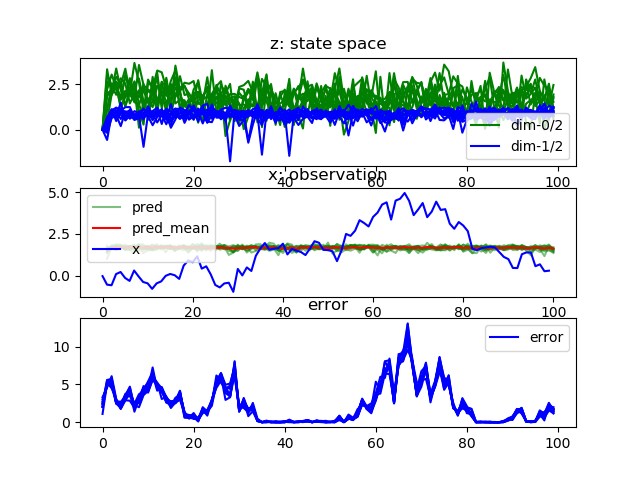 z: state space
2.5
0.0
dim-0/2
dim-1/2
0 20 40 60 80 100
x: observation
5.0
2.5
0.0
pred
pred_mean
x
0 20 40 60 80 100
error
10
5
0
error
0 20 40 60 80 100